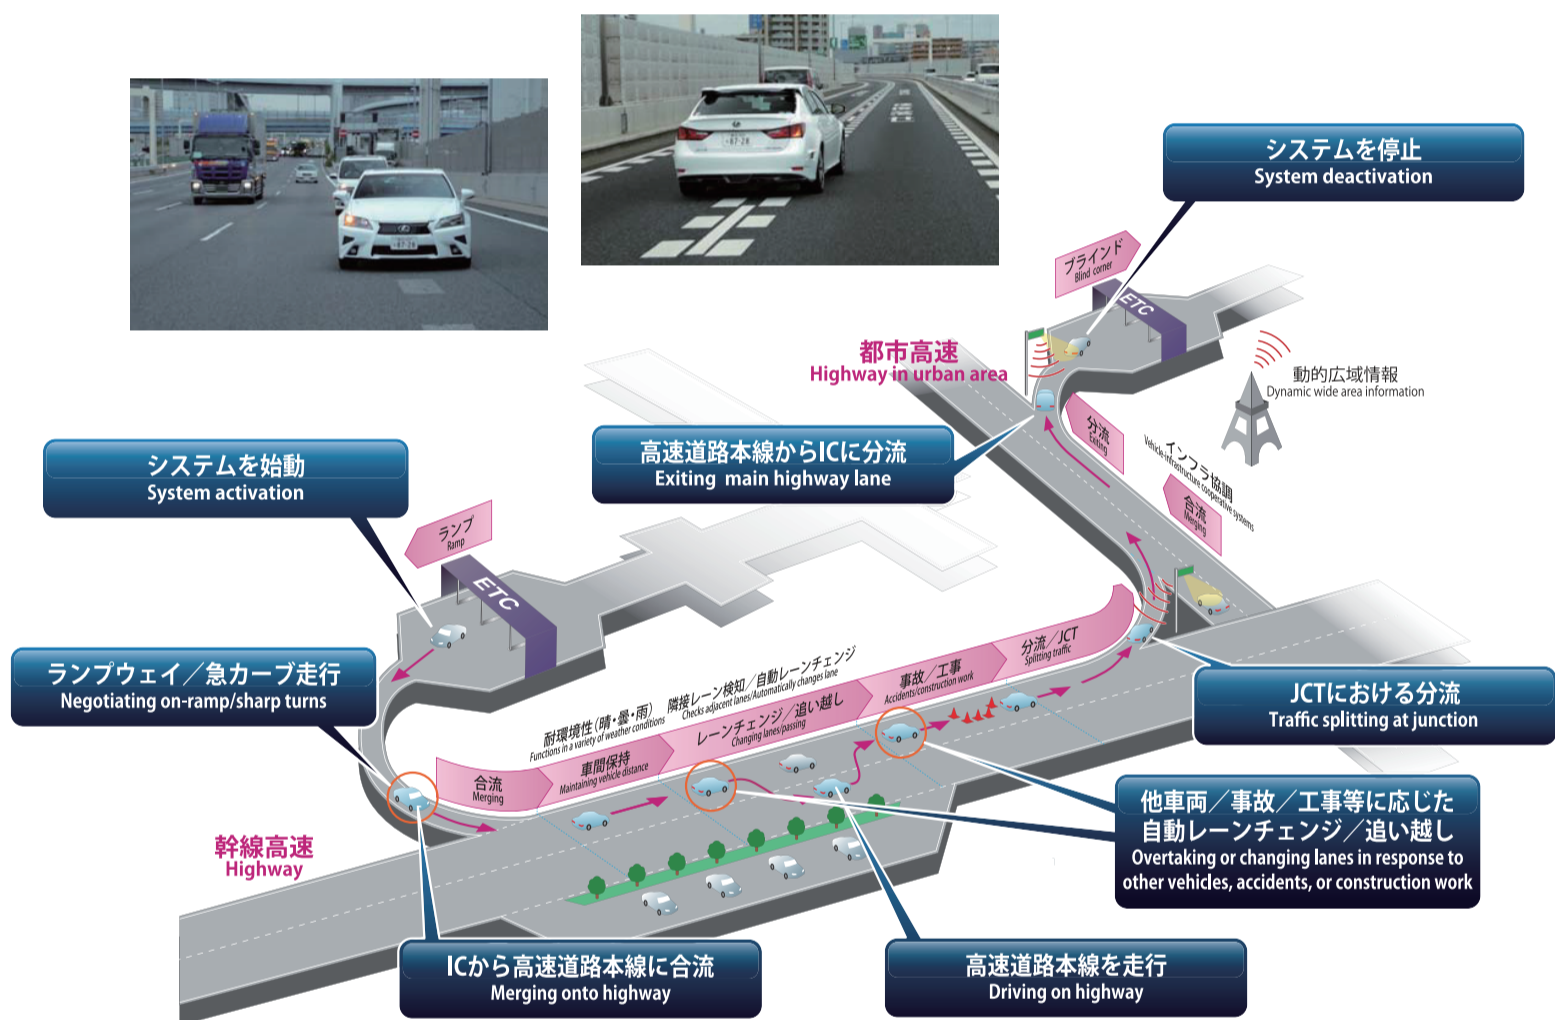 システムを停止
System deactivation
ブラインド
Blind corner
ETC
都市高速
Highway in urban area
動的広域情報
Dynamic wide area information
分流
Exiting
インフラ協調
Vehicle-infrastructure cooperative systems
合流
Merging
高速道路本線からICに分流
Exiting main highway lane
システムを始動
System activation
ランプ
Ramp
ETC
ランプウェイ／急カーブ走行
Negotiating on-ramp/sharp turns
耐環境性（晴・曇・雨）
Functions in a variety of weather conditions
隣接レーン検知／自動レーンチェンジ
Checks adjacent lanes/Automatically changes lane
合流
Merging
車間保持
Maintaining vehicle distance
レーンチェンジ／追い越し
Changing lanes/passing
事故／工事
Accidents/construction work
分流／JCT
Splitting traffic
JCTにおける分流
Traffic splitting at junction
他車両／事故／工事等に応じた
自動レーンチェンジ／追い越し
Overtaking or changing lanes in response to
other vehicles, accidents, or construction work
幹線高速
Highway
ICから高速道路本線に合流
Merging onto highway
高速道路本線を走行
Driving on highway